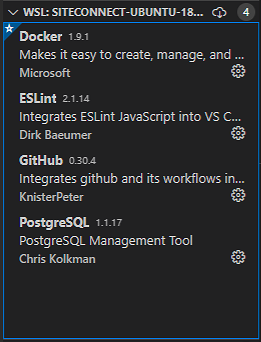 WSL: SITECONNECT-UBUNTU-18... 4
Docker 1.9.1
Makes it easy to create, manage, and ...
Microsoft
ESLint 2.1.14
Integrates ESLint JavaScript into VS C...
Dirk Baeumer
GitHub 0.30.4
Integrates github and its workflows in...
KnisterPeter
PostgreSQL 1.1.17
PostgreSQL Management Tool
Chris Kolkman